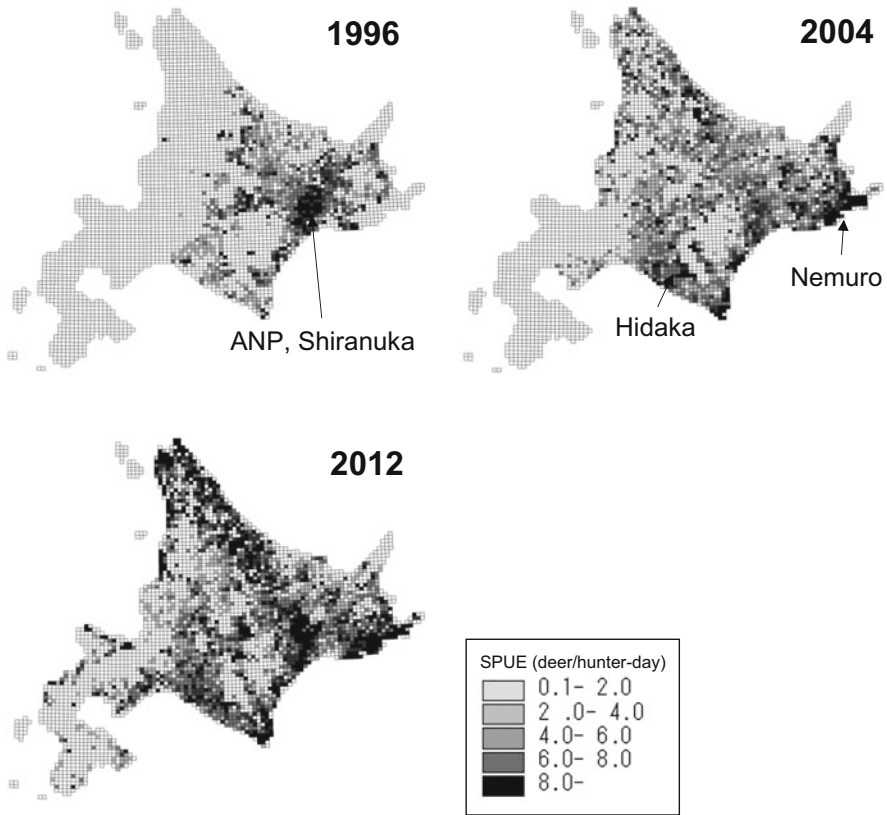 1996
2004
ANP, Shiranuka
Nemuro
Hidaka
2012
SPUE (deer/hunter-day)
0.1- 2.0
2 .0- 4.0
4.0- 6.0
6.0- 8.0
8.0-